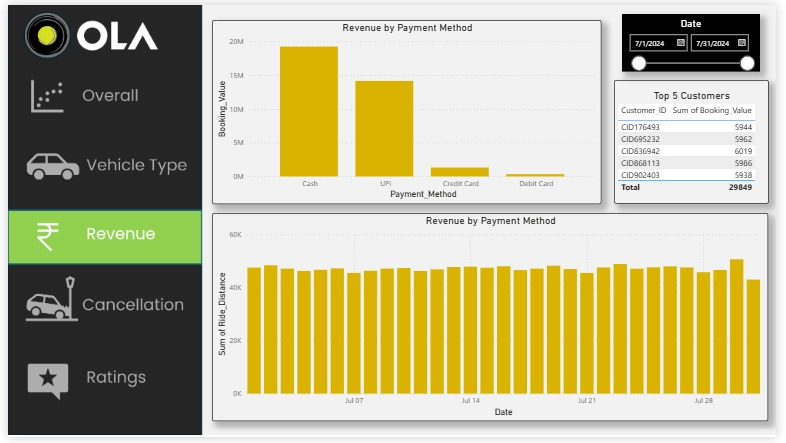 OLA
Overall
Vehicle Type
₹
Revenue
Cancellation
Ratings
Revenue by Payment Method
20M
15M
10M
5M
0M
Booking_Value
Cash
UPI
Credit Card
Debit Card
Payment_Method
Date
7/1/2024
7/31/2024
Top 5 Customers
Customer_ID Sum of Booking_Value
CID176493 5944
CID695232 5962
CID836942 6019
CID868113 5986
CID902403 5938
Total 29849
Revenue by Payment Method
60K
40K
20K
0K
Sum of Ride_Distance
Jul 07
Jul 14
Jul 21
Jul 28
Date